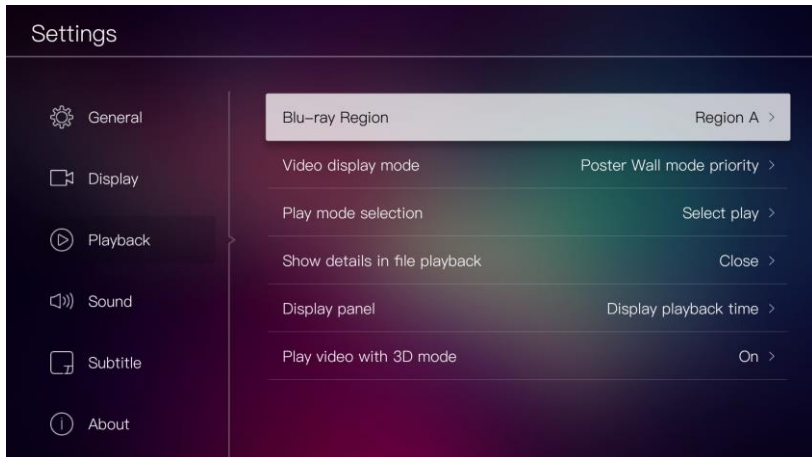 Settings
General
Display
Playback
Sound
Subtitle
About
Blu-ray Region Region A >
Video display mode Poster Wall mode priority >
Play mode selection Select play >
Show details in file playback Close >
Display panel Display playback time >
Play video with 3D mode On >